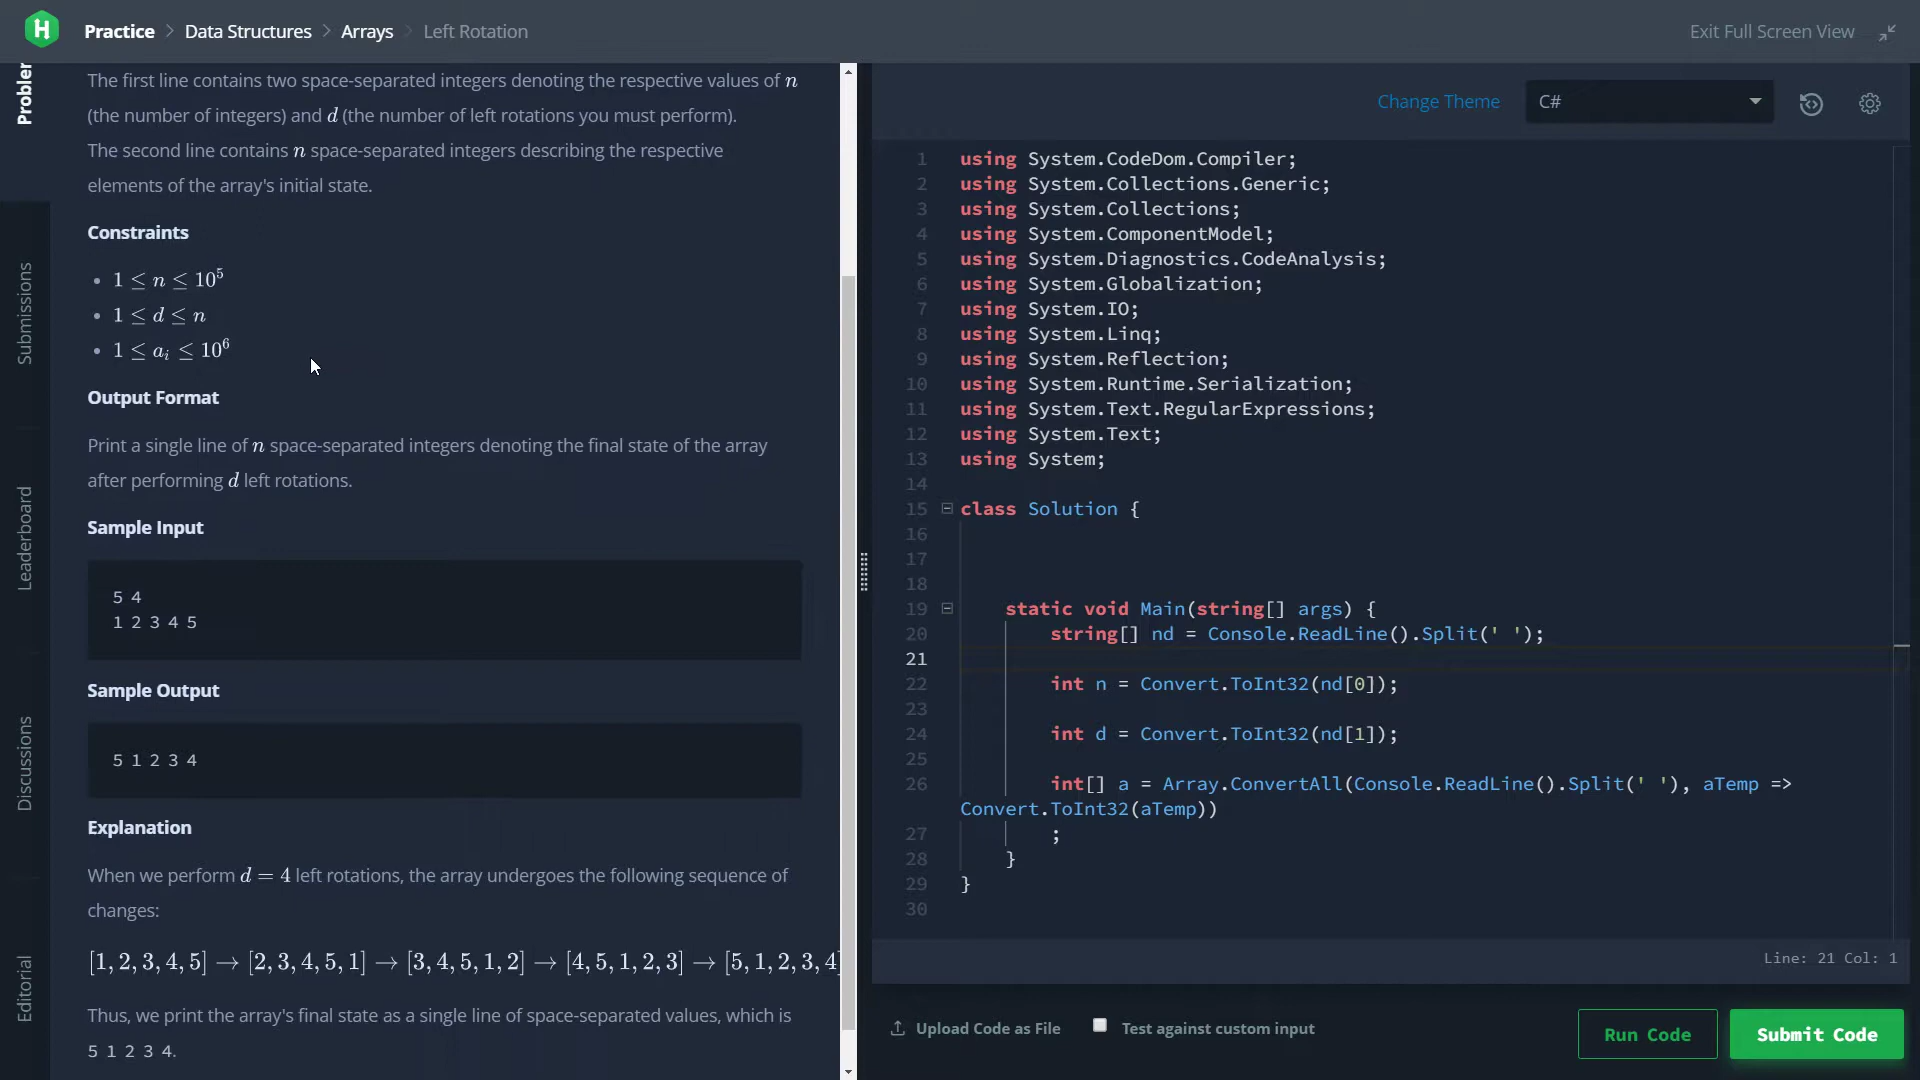 Practice > Data Structures > Arrays > Left Rotation
Exit Full Screen View
Problem
Submissions
Leaderboard
Discussions
Editorial
The first line contains two space-separated integers denoting the respective values of n
(the number of integers) and d (the number of left rotations you must perform).
The second line contains n space-separated integers describing the respective
elements of the array's initial state.
Constraints
• 1 ≤ n ≤ 10⁵
• 1 ≤ d ≤ n
• 1 ≤ aᵢ ≤ 10⁶
Output Format
Print a single line of n space-separated integers denoting the final state of the array
after performing d left rotations.
Sample Input
5 4
1 2 3 4 5
Sample Output
5 1 2 3 4
Explanation
When we perform d = 4 left rotations, the array undergoes the following sequence of
changes:
[1, 2, 3, 4, 5] → [2, 3, 4, 5, 1] → [3, 4, 5, 1, 2] → [4, 5, 1, 2, 3] → [5, 1, 2, 3, 4]
Thus, we print the array's final state as a single line of space-separated values, which is
5 1 2 3 4.
Change Theme
C#
1 using System.CodeDom.Compiler;
2 using System.Collections.Generic;
3 using System.Collections;
4 using System.ComponentModel;
5 using System.Diagnostics.CodeAnalysis;
6 using System.Globalization;
7 using System.IO;
8 using System.Linq;
9 using System.Reflection;
10 using System.Runtime.Serialization;
11 using System.Text.RegularExpressions;
12 using System.Text;
13 using System;
14
15 class Solution {
16
17
18
19 static void Main(string[] args) {
20 string[] nd = Console.ReadLine().Split(' ');
21
22 int n = Convert.ToInt32(nd[0]);
23
24 int d = Convert.ToInt32(nd[1]);
25
26 int[] a = Array.ConvertAll(Console.ReadLine().Split(' '), aTemp =>
Convert.ToInt32(aTemp))
27 ;
28 }
29 }
30
Line: 21 Col: 1
Upload Code as File
Test against custom input
Run Code
Submit Code